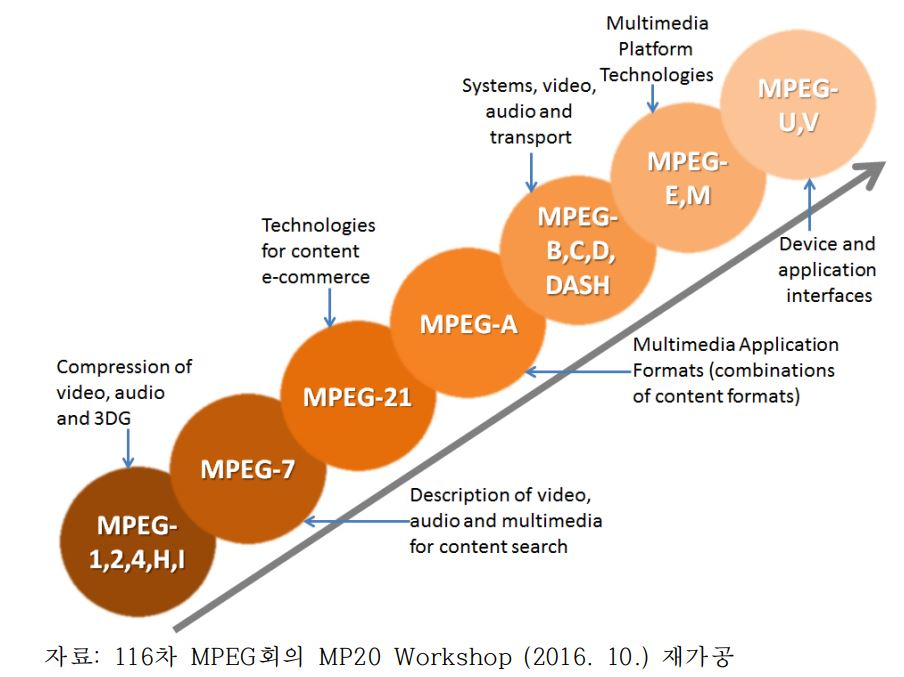 Multimedia
Platform
Technologies
MPEG-
U,V
Systems, video,
audio and
transport
MPEG-
E,M
Technologies
for content
e-commerce
MPEG-
B,C,D,
DASH
Device and
application
interfaces
MPEG-A
Multimedia Application
Formats (combinations
of content formats)
Compression of
video, audio
and 3DG
MPEG-21
MPEG-7
Description of video,
audio and multimedia
for content search
MPEG-
1,2,4,H,I
자료: 116차 MPEG회의 MP20 Workshop (2016. 10.) 재가공